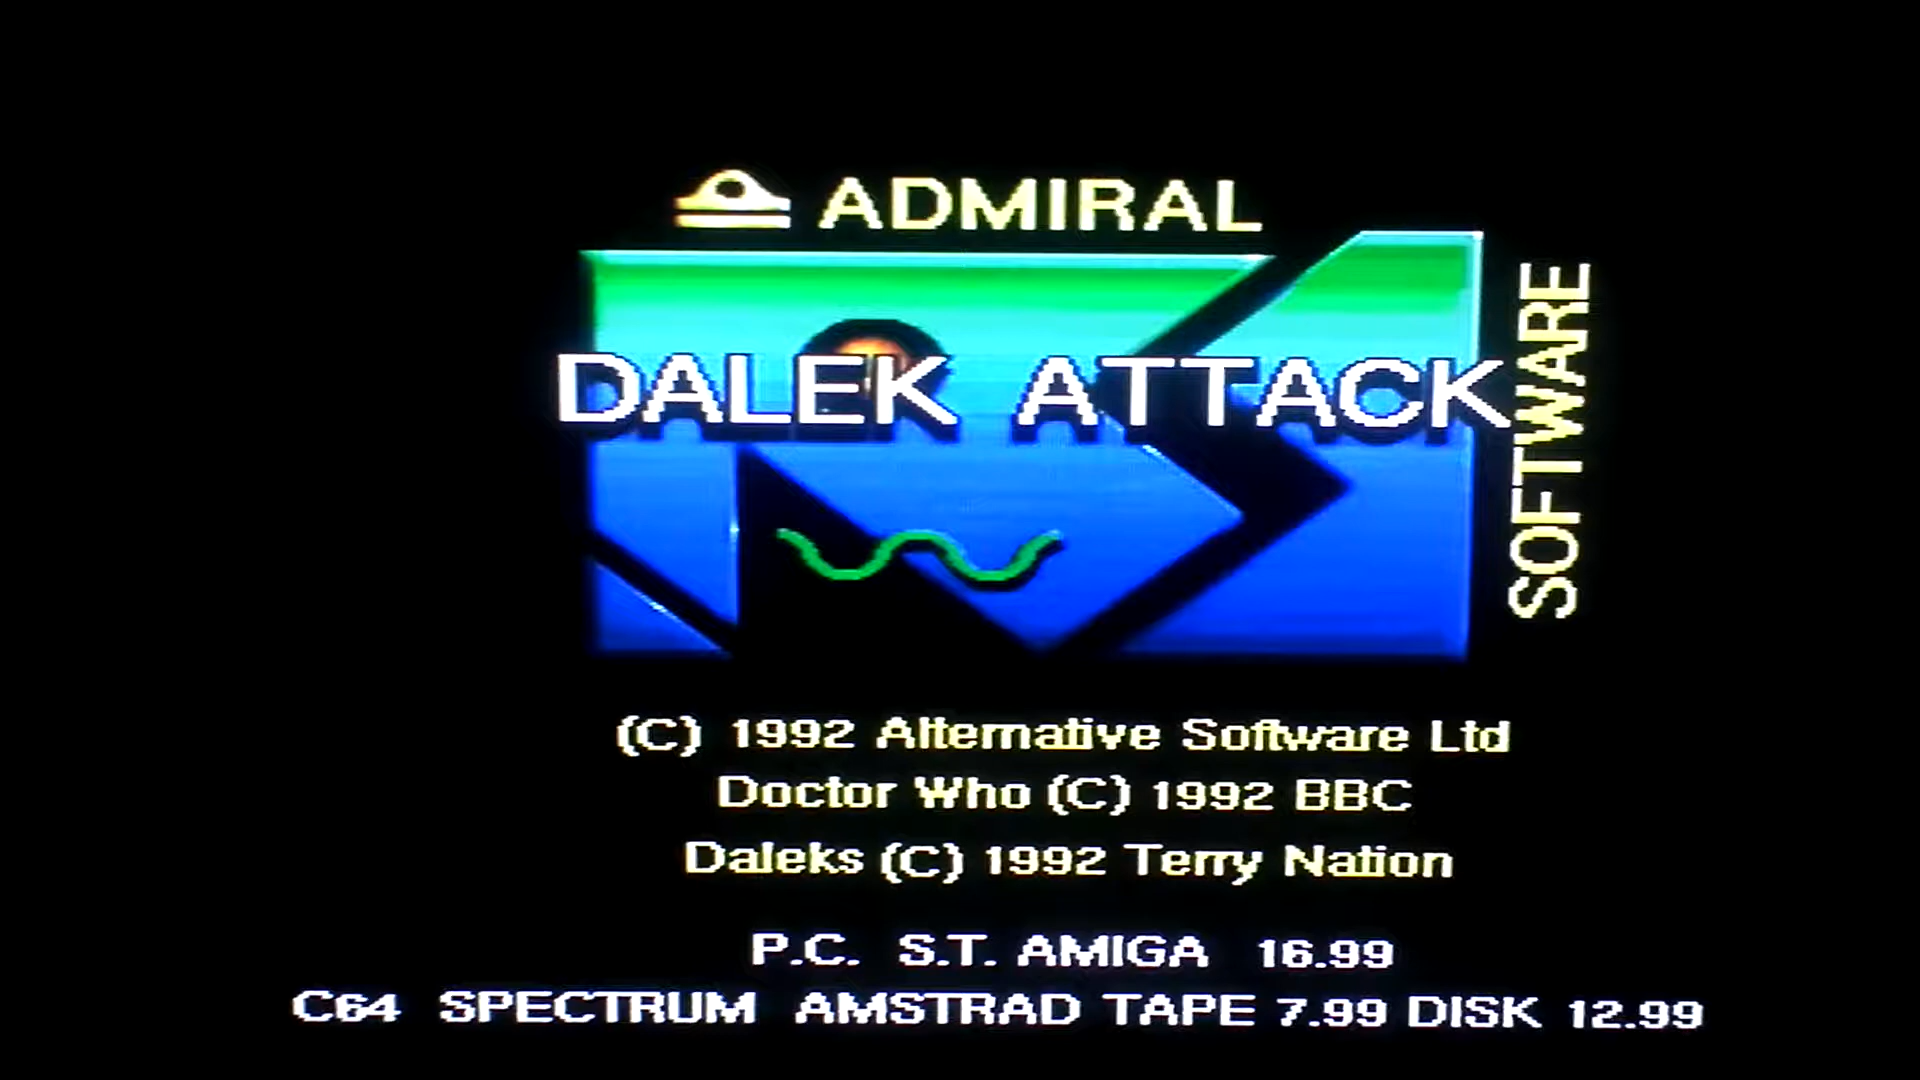 ADMIRAL
SOFTWARE
DALEK ATTACK
(C) 1992 Alternative Software Ltd
Doctor Who (C) 1992 BBC
Daleks (C) 1992 Terry Nation
P.C. S.T. AMIGA 16.99
C64 SPECTRUM AMSTRAD TAPE 7.99 DISK 12.99